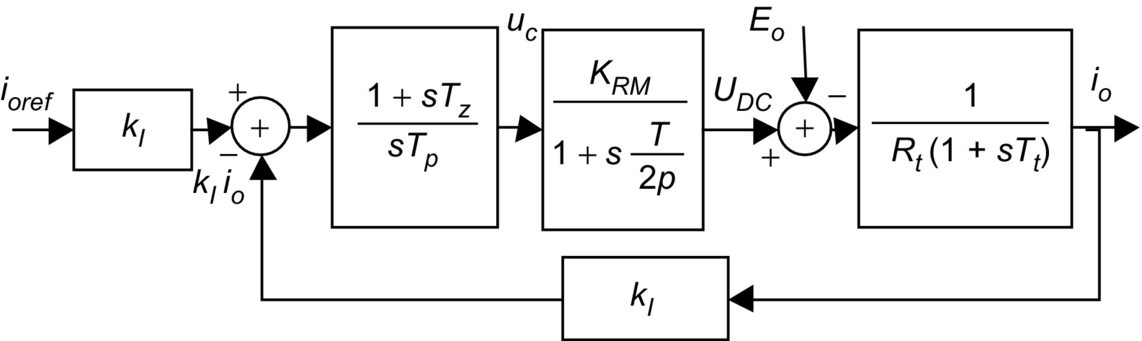 i_oref
k_I
+
−
+
k_I i_o
1 + sT_z
sT_p
u_c
K_RM
1 + s T
2p
U_DC
E_o
−
+
+
1
R_t (1 + sT_t)
i_o
k_I